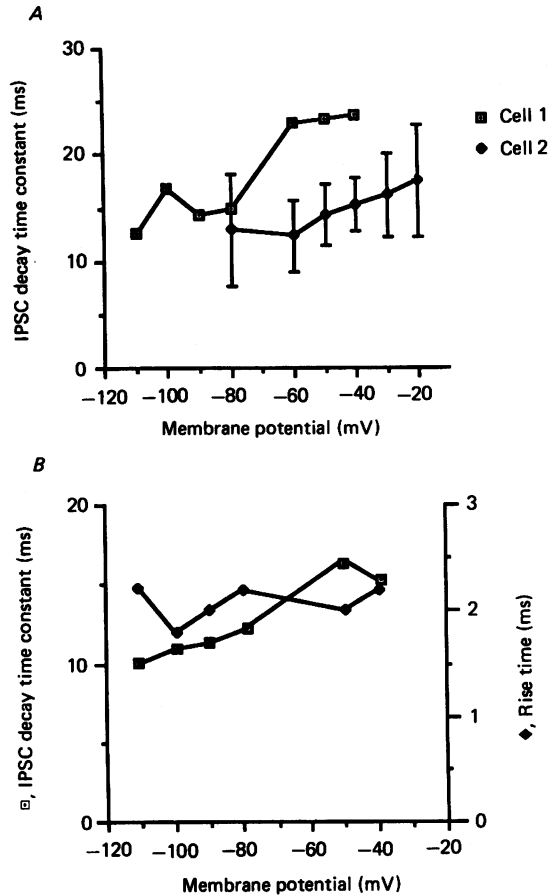 A
IPSC decay time constant (ms)
30
20
10
0
−120 −100 −80 −60 −40 −20
Membrane potential (mV)
Cell 1
Cell 2
B
, IPSC decay time constant (ms)
20
10
0
3
2
1
0
, Rise time (ms)
−120 −100 −80 −60 −40 −20
Membrane potential (mV)